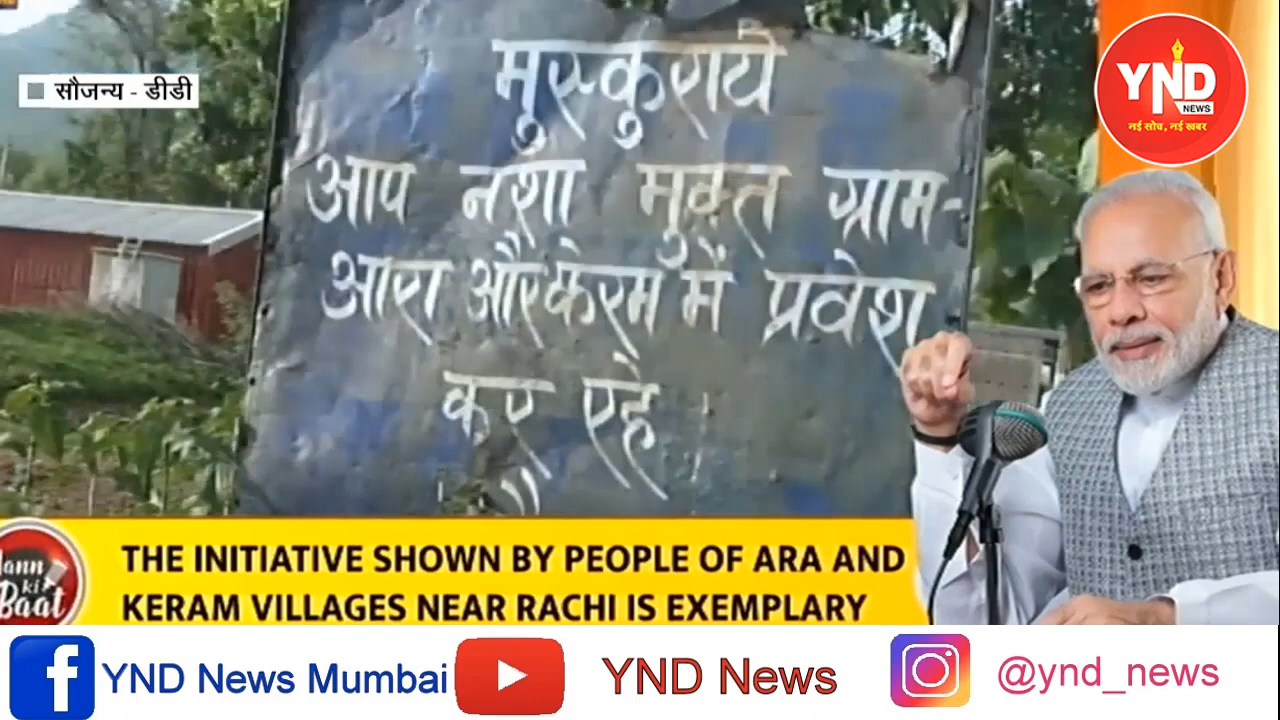 सौजन्य - डीडी
मुस्कुराये
आप नशा मुक्त ग्राम-
आरा और केरम में प्रवेश
कर रहे ।
YND
NEWS
नई सोच, नई खबर
Mann
ki
Baat
THE INITIATIVE SHOWN BY PEOPLE OF ARA AND
KERAM VILLAGES NEAR RACHI IS EXEMPLARY
YND News Mumbai
YND News
@ynd_news